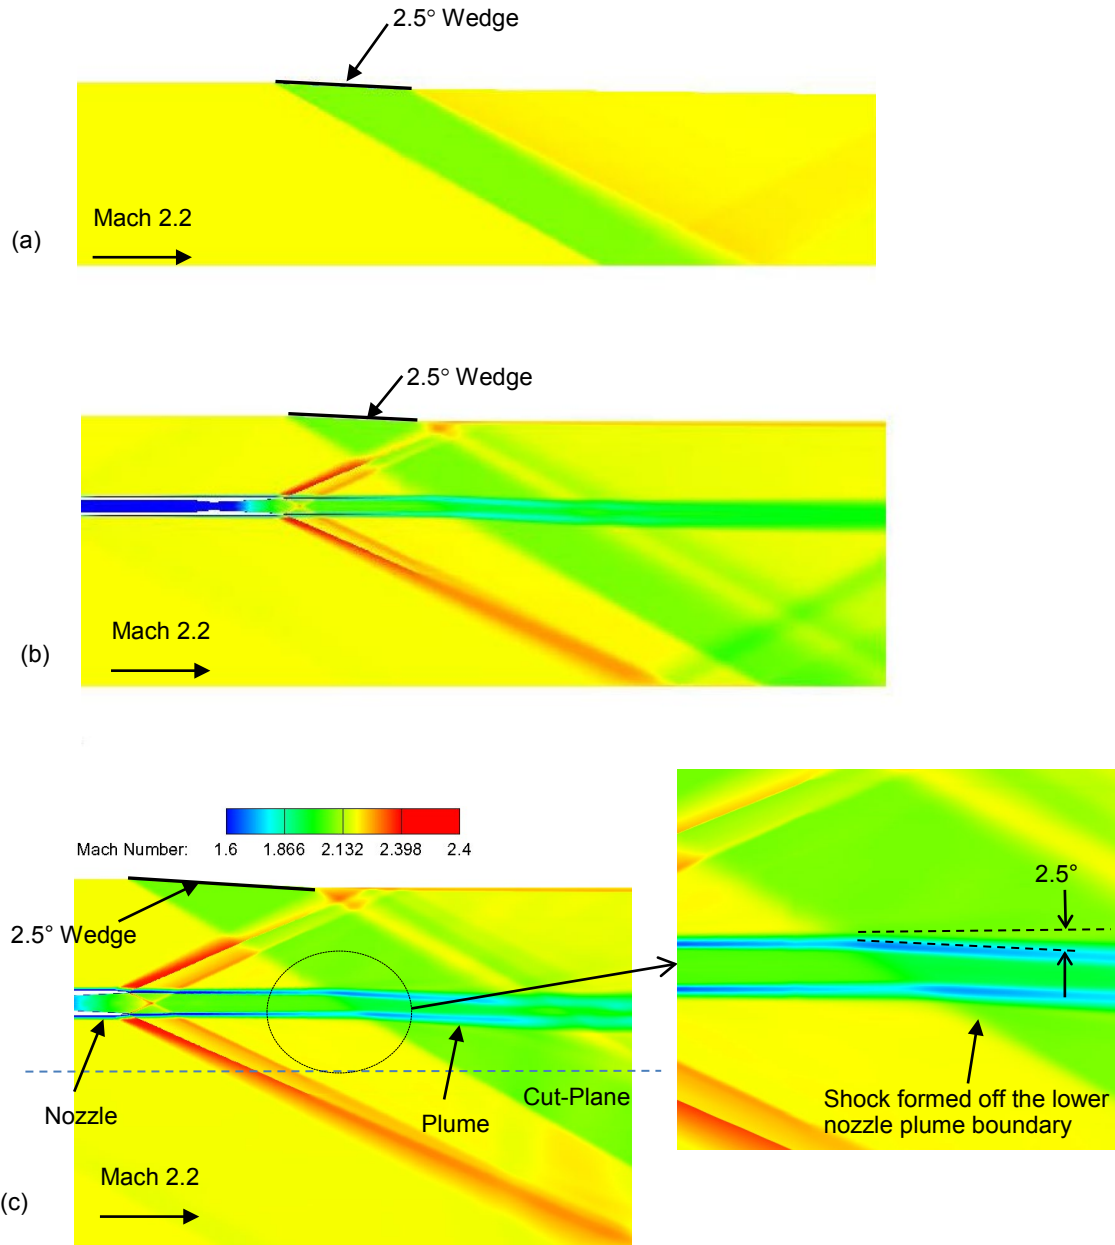 2.5° Wedge
Mach 2.2
(a)
2.5° Wedge
Mach 2.2
(b)
Mach Number: 1.6 1.866 2.132 2.398 2.4
2.5° Wedge
2.5°
Cut-Plane
Nozzle
Plume
Shock formed off the lower
nozzle plume boundary
Mach 2.2
(c)